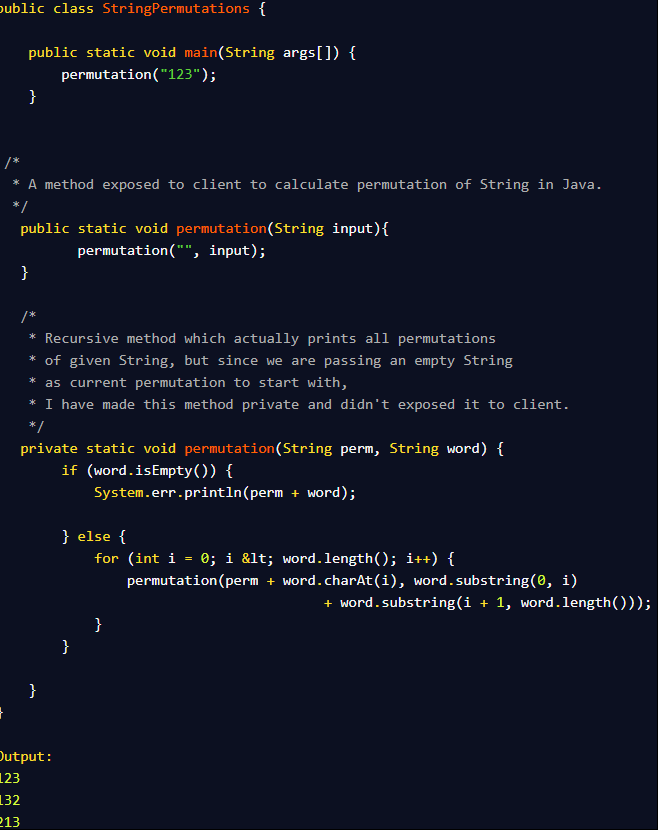 public class StringPermutations {
public static void main(String args[]) {
permutation("123");
}
/*
* A method exposed to client to calculate permutation of String in Java.
*/
public static void permutation(String input){
permutation("", input);
}
/*
* Recursive method which actually prints all permutations
* of given String, but since we are passing an empty String
* as current permutation to start with,
* I have made this method private and didn't exposed it to client.
*/
private static void permutation(String perm, String word) {
if (word.isEmpty()) {
System.err.println(perm + word);
} else {
for (int i = 0; i &lt; word.length(); i++) {
permutation(perm + word.charAt(i), word.substring(0, i)
+ word.substring(i + 1, word.length()));
}
}
}
}
Output:
123
132
213